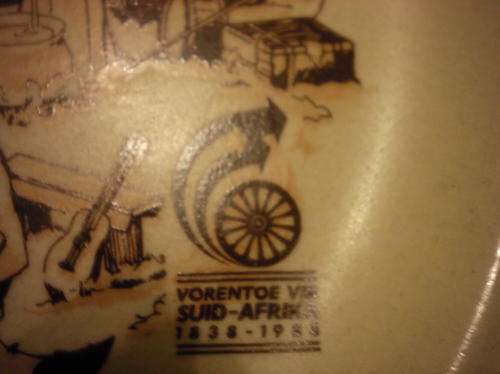 VORENTOE VIR
SUID-AFRIKA
1838-1988